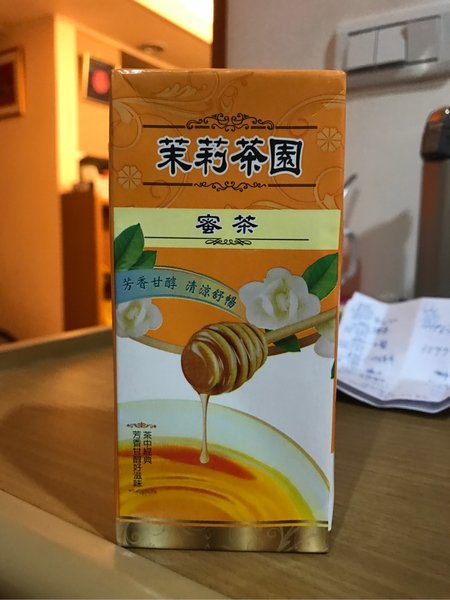 茉莉茶園
蜜茶
芳香甘醇 清涼舒暢
茶中經典
芳香甘醇好滋味